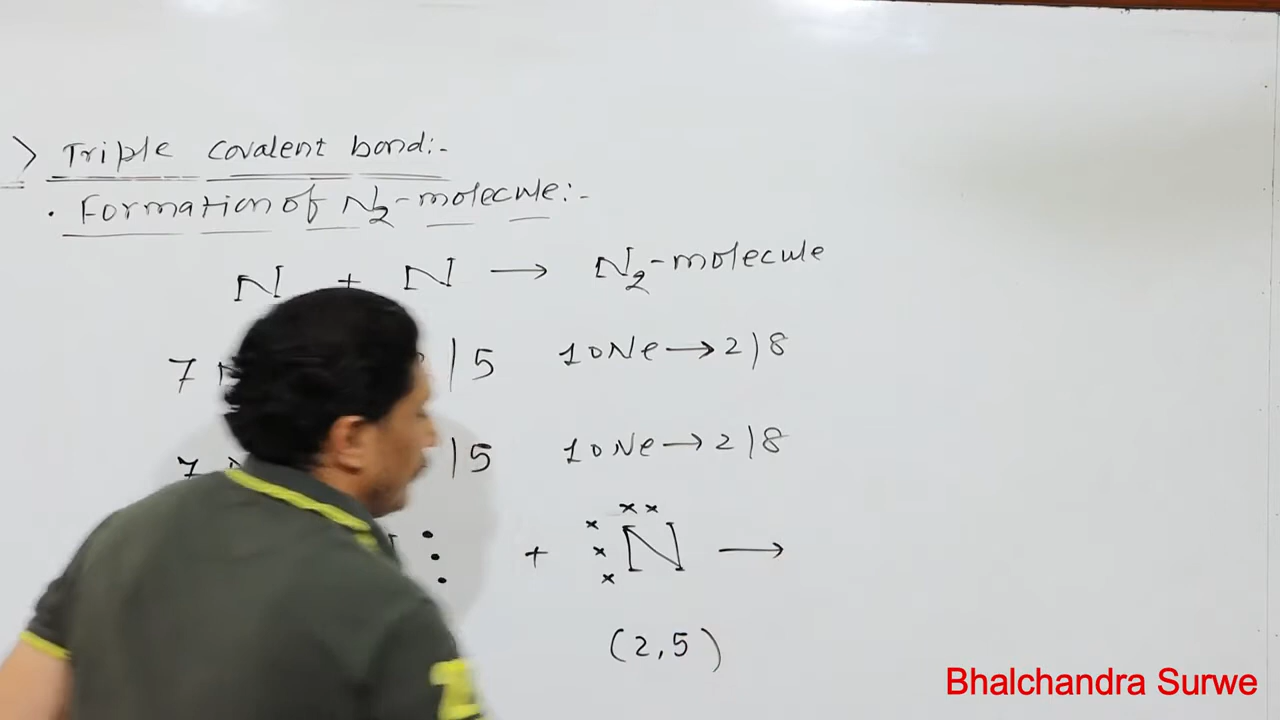 > Triple covalent bond:-
. Formation of N2-molecule:-
N + N → N2-molecule
7 | 5 10Ne → 2 | 8
7 | 5 10Ne → 2 | 8
+ N →
(2,5)
Bhalchandra Surwe